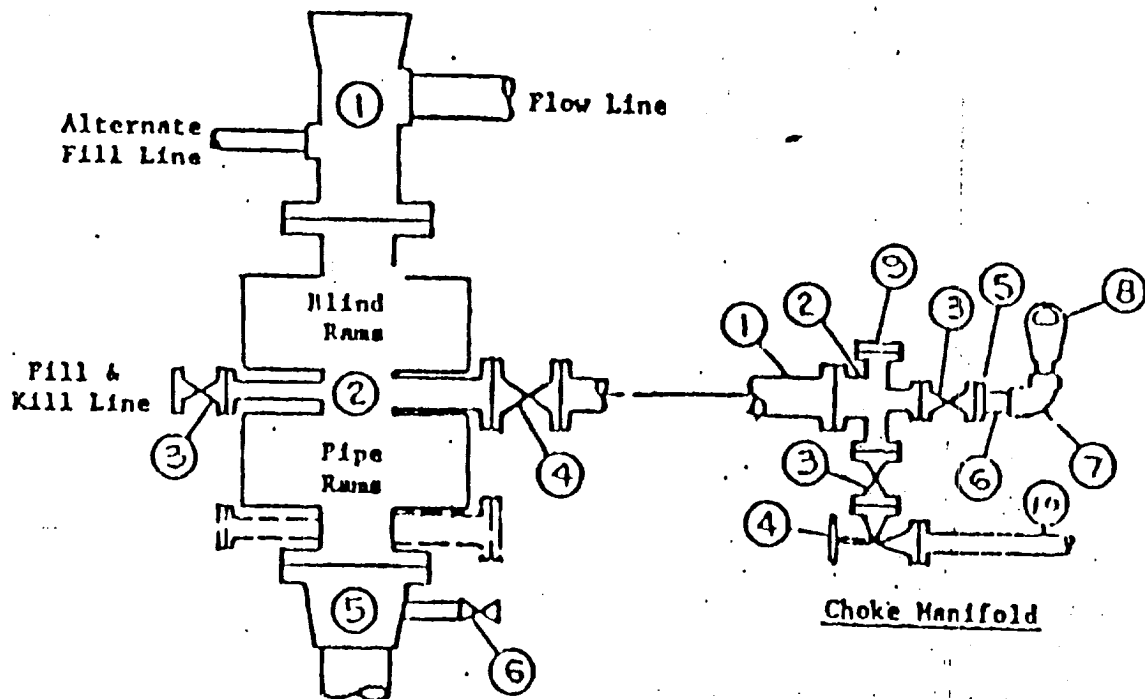 1
Flow Line
Alternate
Fill Line
Blind
Rams
Fill &
Kill Line
2
3
4
Pipe
Rams
5
6
1
2
9
3
5
8
6
7
3
4
10
Choke Manifold